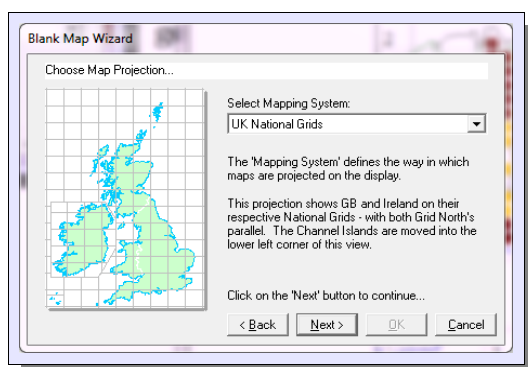 Blank Map Wizard
Choose Map Projection...
Select Mapping System:
UK National Grids
The 'Mapping System' defines the way in which
maps are projected on the display.
This projection shows GB and Ireland on their
respective National Grids - with both Grid North's
parallel. The Channel Islands are moved into the
lower left corner of this view.
Click on the 'Next' button to continue...
< Back
Next >
OK
Cancel